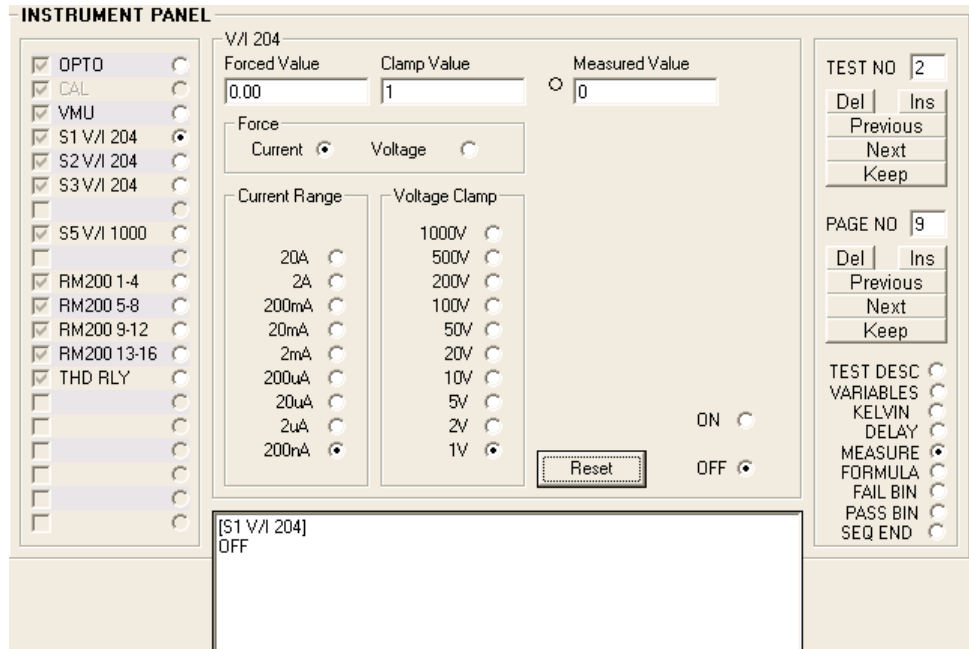 INSTRUMENT PANEL
OPTO
CAL
VMU
S1 V/I 204
S2 V/I 204
S3 V/I 204
S5 V/I 1000
RM200 1-4
RM200 5-8
RM200 9-12
RM200 13-16
THD RLY
V/I 204
Forced Value Clamp Value Measured Value
0.00 1 0
Force
Current Voltage
Current Range
20A
2A
200mA
20mA
2mA
200uA
20uA
2uA
200nA
Voltage Clamp
1000V
500V
200V
100V
50V
20V
10V
5V
2V
1V
Reset
ON
OFF
[S1 V/I 204]
OFF
TEST NO 2
Del Ins
Previous
Next
Keep
PAGE NO 9
Del Ins
Previous
Next
Keep
TEST DESC
VARIABLES
KELVIN
DELAY
MEASURE
FORMULA
FAIL BIN
PASS BIN
SEQ END